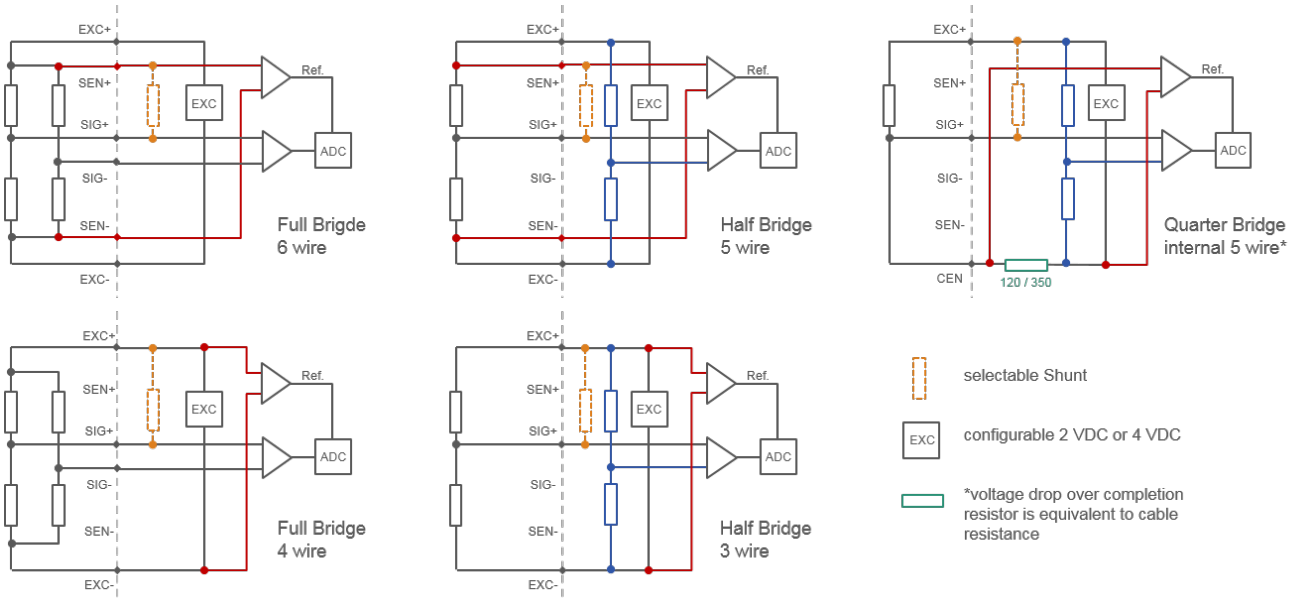 EXC+
SEN+
SIG+
SIG-
SEN-
EXC-
EXC
Ref.
ADC
Full Brigde
6 wire
EXC+
SEN+
SIG+
SIG-
SEN-
EXC-
EXC
Ref.
ADC
Half Bridge
5 wire
EXC+
SEN+
SIG+
SIG-
SEN-
CEN
EXC
Ref.
ADC
120 / 350
Quarter Bridge
internal 5 wire*
EXC+
SEN+
SIG+
SIG-
SEN-
EXC-
EXC
Ref.
ADC
Full Bridge
4 wire
EXC+
SEN+
SIG+
SIG-
SEN-
EXC-
EXC
Ref.
ADC
Half Bridge
3 wire
selectable Shunt
EXC
configurable 2 VDC or 4 VDC
*voltage drop over completion
resistor is equivalent to cable
resistance